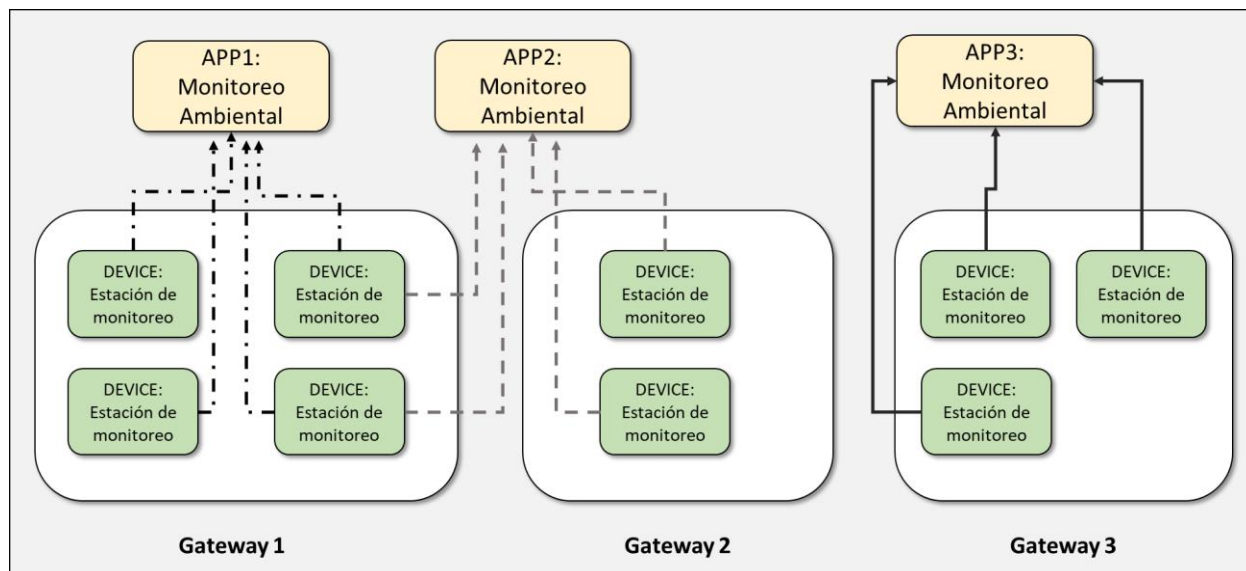 APP1:
Monitoreo
Ambiental
APP2:
Monitoreo
Ambiental
APP3:
Monitoreo
Ambiental
DEVICE:
Estación de
monitoreo
DEVICE:
Estación de
monitoreo
DEVICE:
Estación de
monitoreo
DEVICE:
Estación de
monitoreo
DEVICE:
Estación de
monitoreo
DEVICE:
Estación de
monitoreo
DEVICE:
Estación de
monitoreo
DEVICE:
Estación de
monitoreo
DEVICE:
Estación de
monitoreo
Gateway 1
Gateway 2
Gateway 3